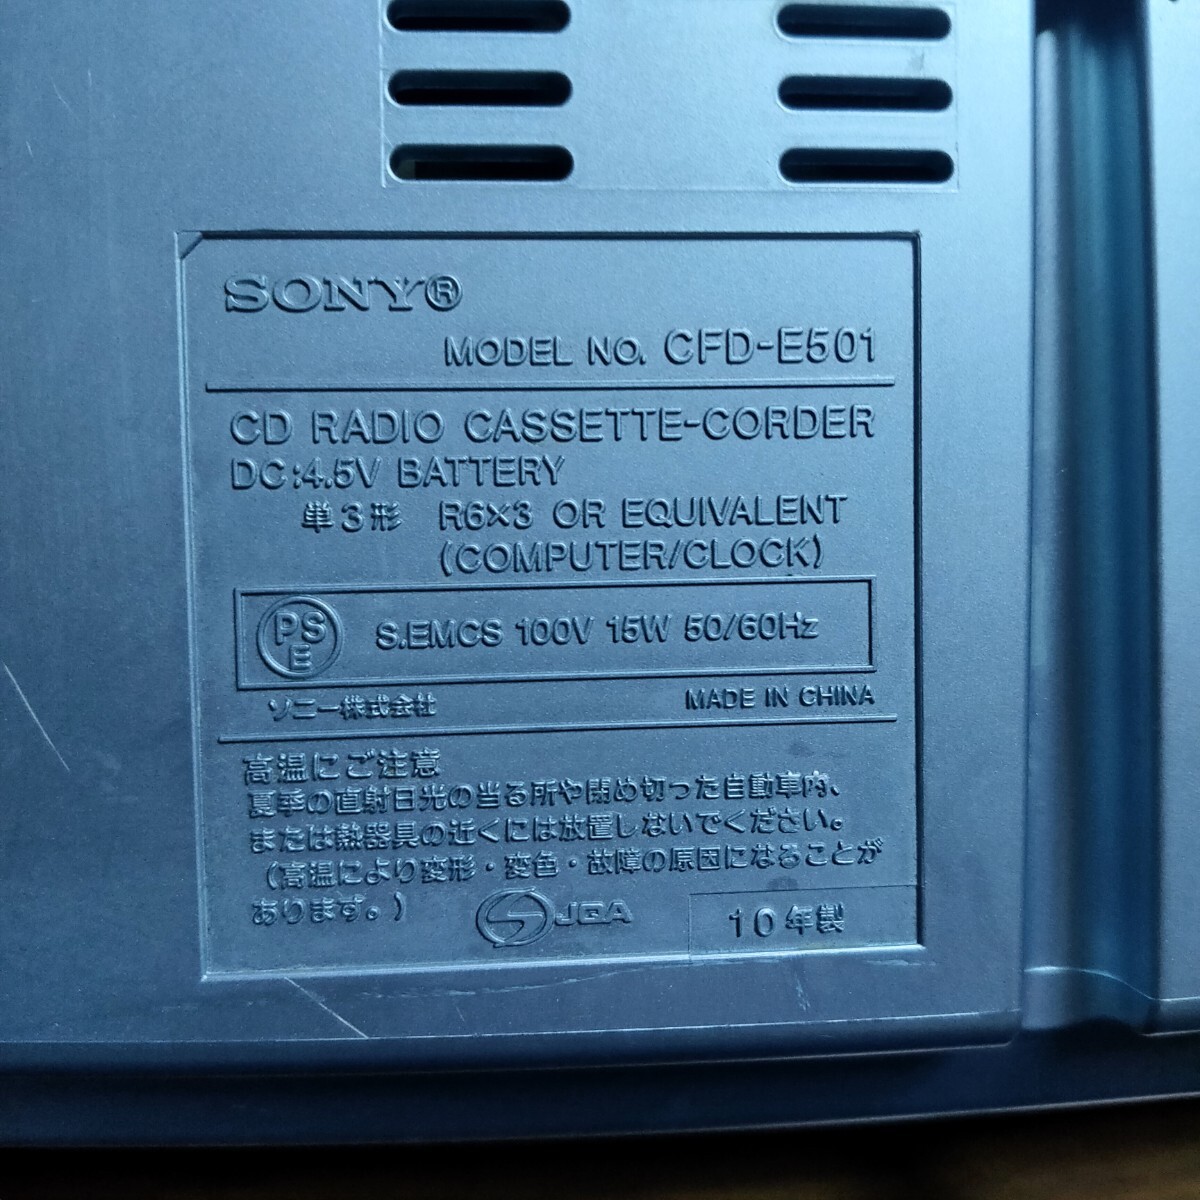 SONY®
MODEL NO. CFD-E501
CD RADIO CASSETTE-CORDER
DC:4.5V BATTERY
単3形 R6×3 OR EQUIVALENT
(COMPUTER/CLOCK)
PSE S.EMCS 100V 15W 50/60Hz
ソニー株式会社 MADE IN CHINA
高温にご注意
夏季の直射日光の当る所や閉め切った自動車内、
または熱器具の近くには放置しないでください。
(高温により変形・変色・故障の原因になることが
あります。)
JQA 10年製